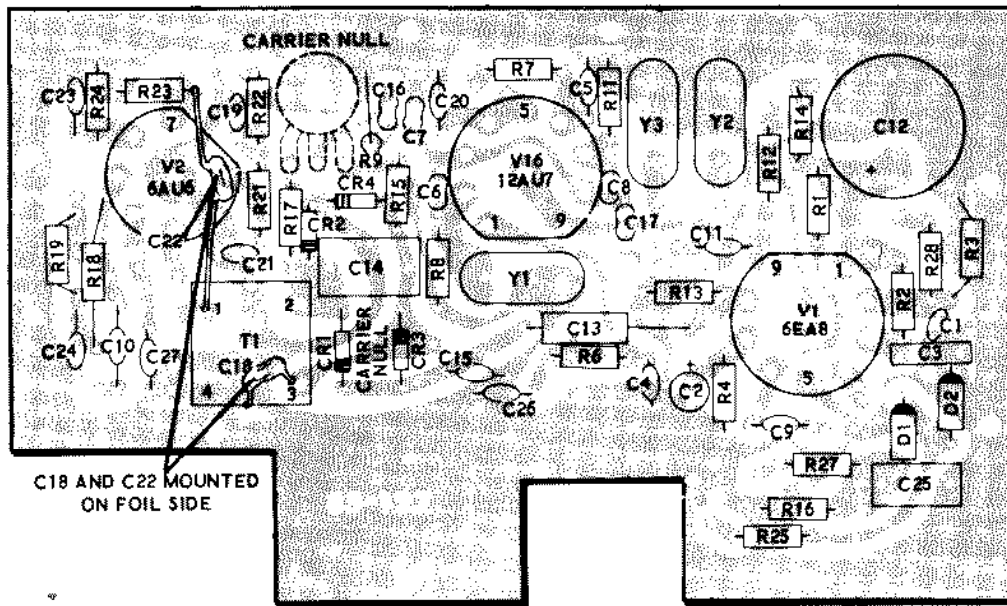 CARRIER NULL
C23
R24
R23
C19
R22
C16
C7
C20
R7
C5
R11
Y3
Y2
R14
R12
C12
+
7
V2
6AU6
1
R9
5
V16
12AU7
1
9
C6
C8
C17
R21
R17
CR4
CR2
R15
R1
C11
C22
C21
R19
R18
C14
R8
Y1
R13
9
1
V1
6EA8
5
R2
R28
R3
C1
C3
1
2
T1
C18
4
3
CR1
CARRIER
NULL
CR3
C13
R6
C24
C10
C27
C15
C26
C4
C2
R4
C9
D1
D2
R27
C25
R16
R25
C18 AND C22 MOUNTED
ON FOIL SIDE